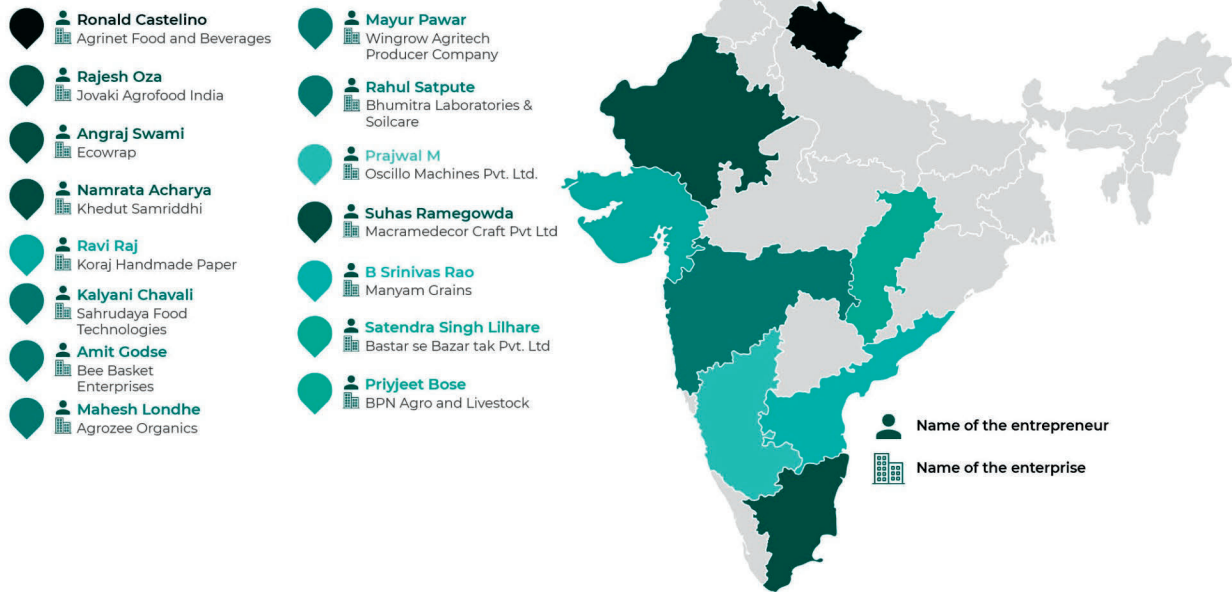 Ronald Castelino
Agrinet Food and Beverages
Rajesh Oza
Jovaki Agrofood India
Angraj Swami
Ecowrap
Namrata Acharya
Khedut Samriddhi
Ravi Raj
Koraj Handmade Paper
Kalyani Chavali
Sahrudaya Food
Technologies
Amit Godse
Bee Basket
Enterprises
Mahesh Londhe
Agrozee Organics
Mayur Pawar
Wingrow Agritech
Producer Company
Rahul Satpute
Bhumitra Laboratories &
Soilcare
Prajwal M
Oscillo Machines Pvt. Ltd.
Suhas Ramegowda
Macramedecor Craft Pvt Ltd
B Srinivas Rao
Manyam Grains
Satendra Singh Lilhare
Bastar se Bazar tak Pvt. Ltd
Priyjeet Bose
BPN Agro and Livestock
Name of the entrepreneur
Name of the enterprise